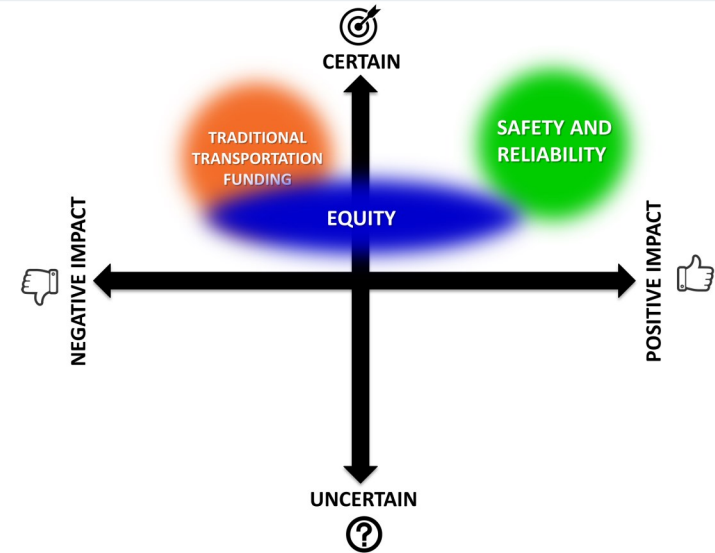 CERTAIN
TRADITIONAL
TRANSPORTATION
FUNDING
SAFETY AND
RELIABILITY
EQUITY
NEGATIVE IMPACT
POSITIVE IMPACT
UNCERTAIN
?